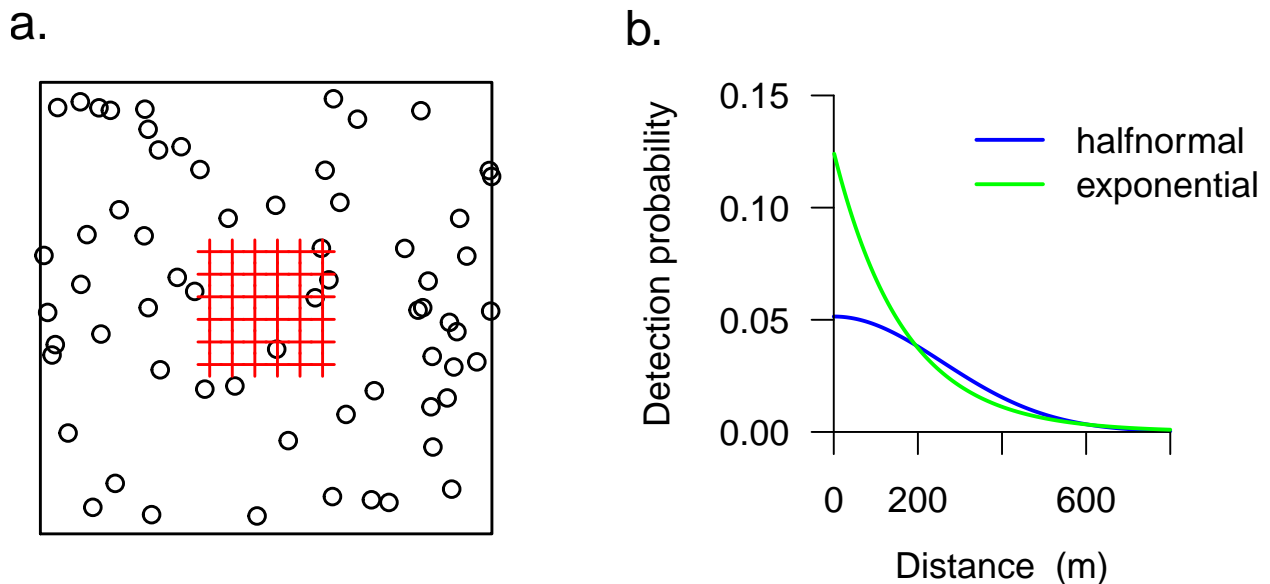 a.
b.
Detection probability
0.15
0.10
0.05
0.00
halfnormal
exponential
0 200 600
Distance (m)